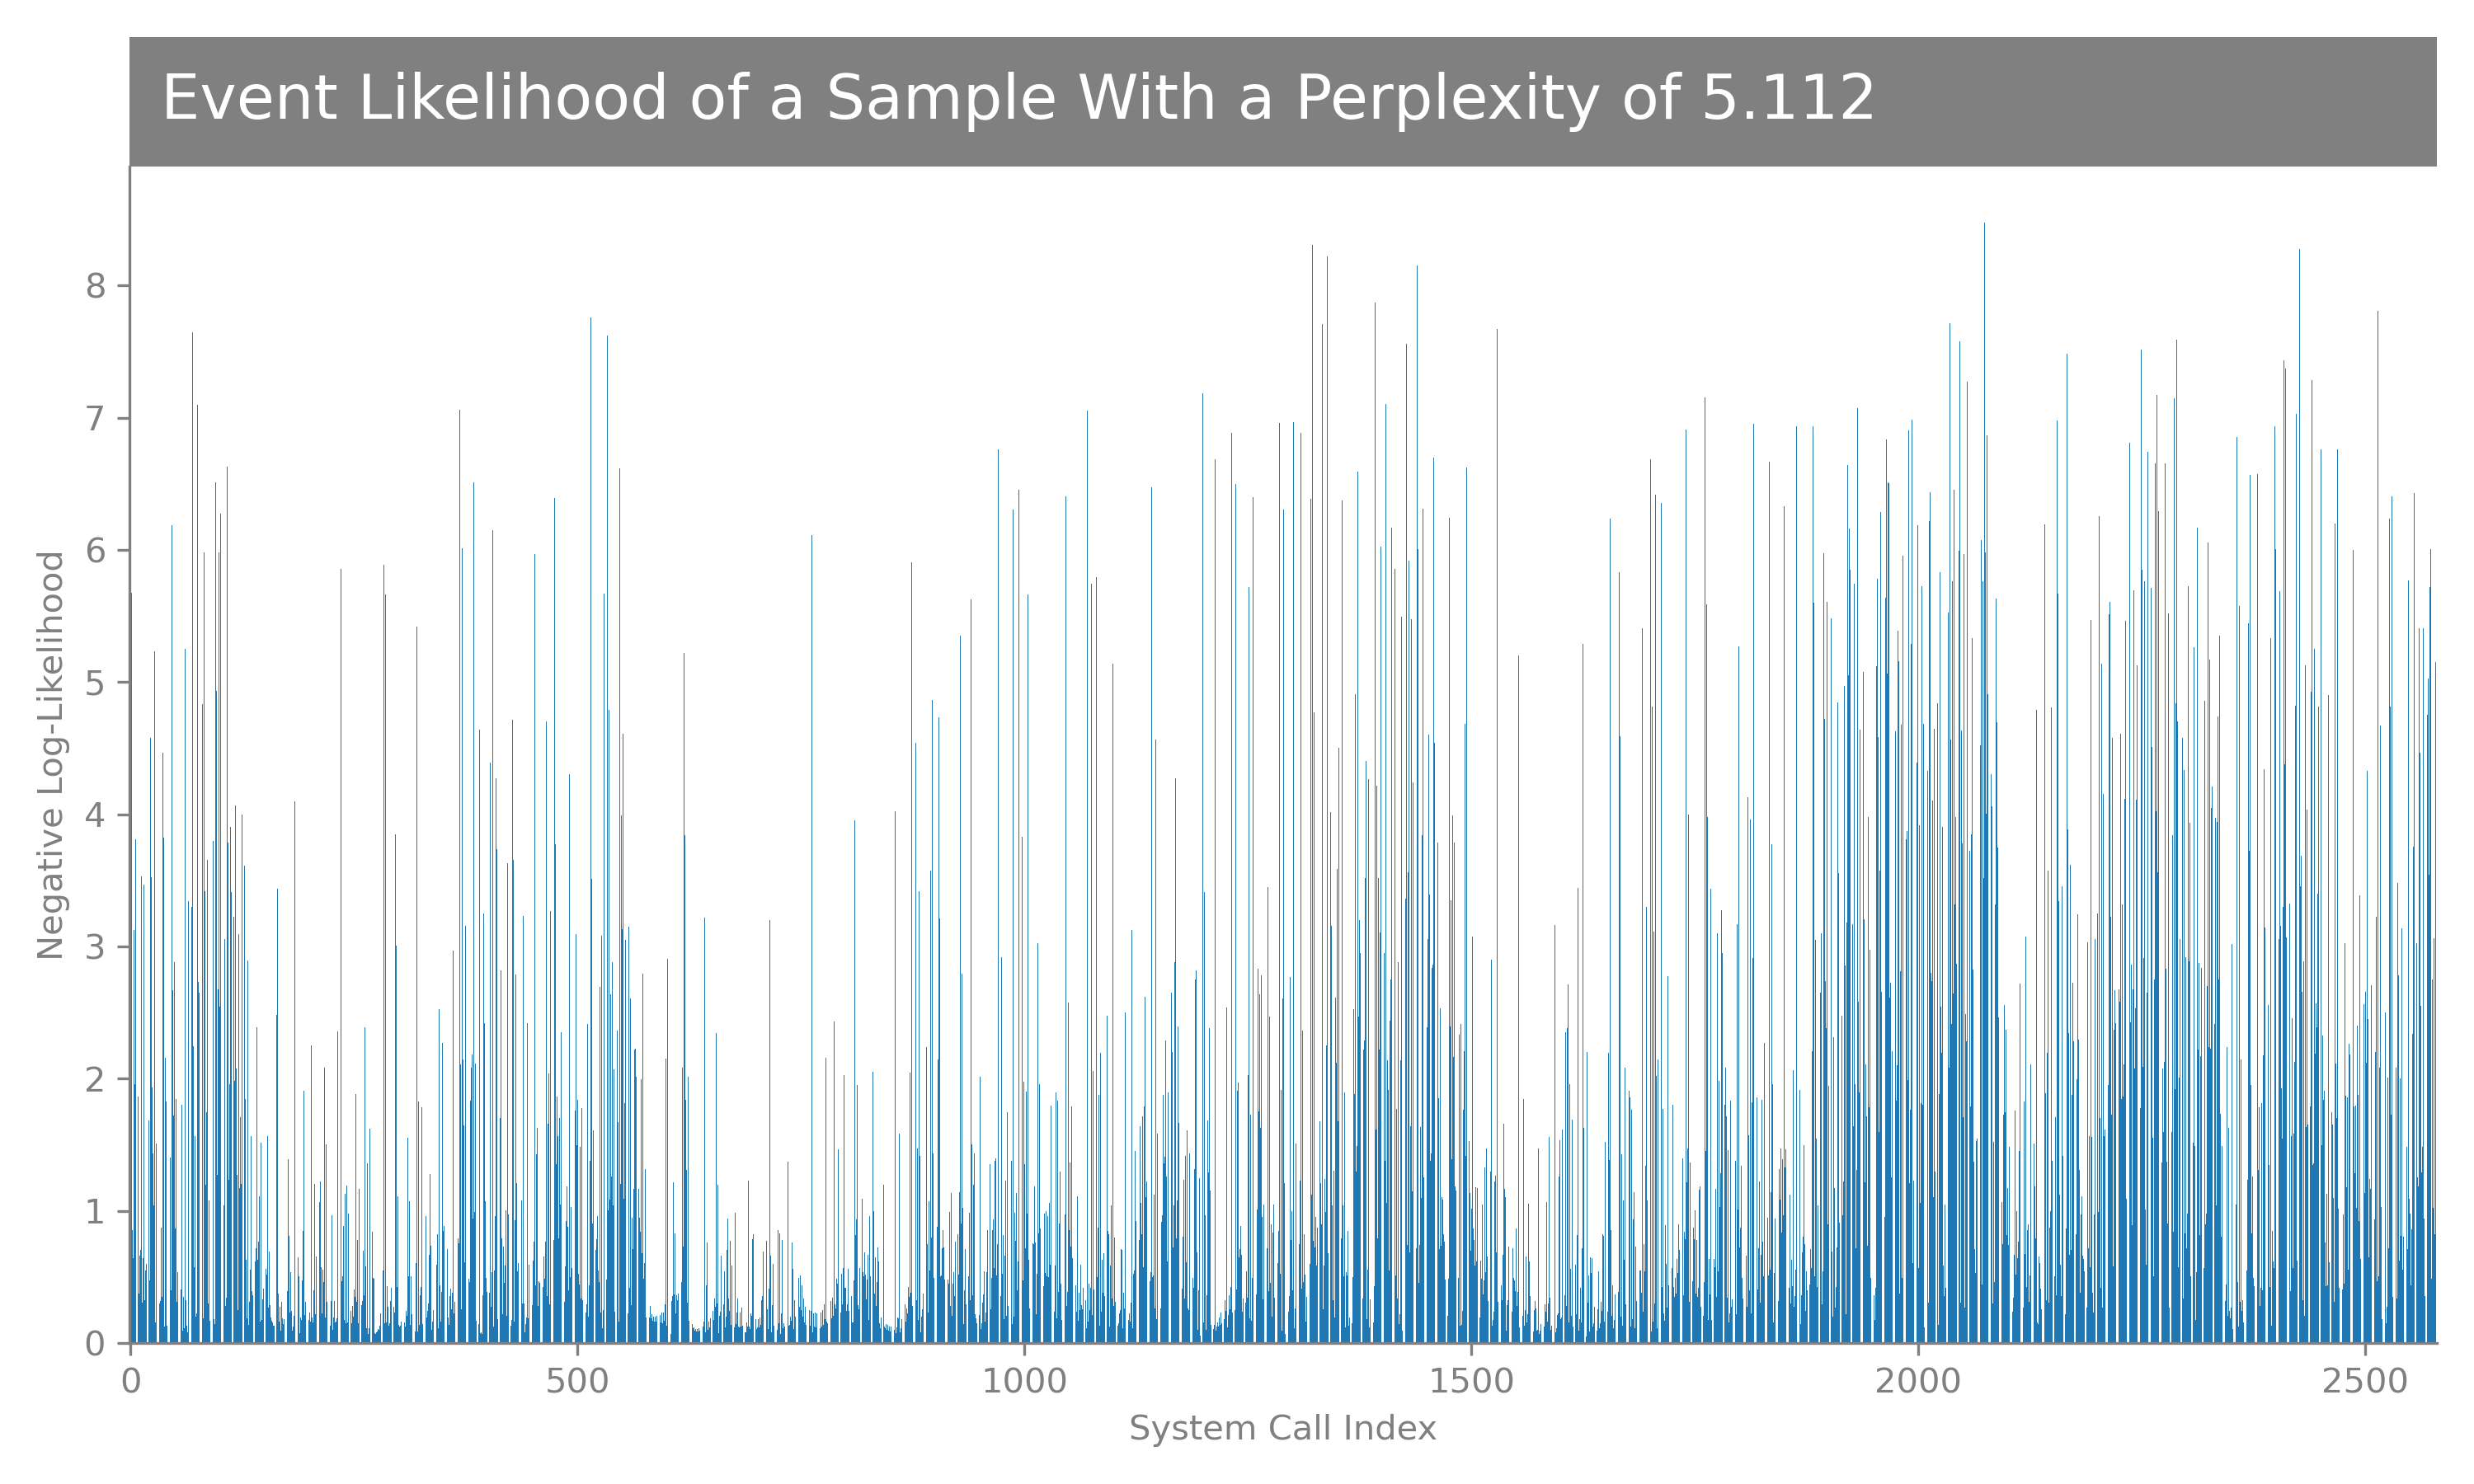 Event Likelihood of a Sample With a Perplexity of 5.112
8
7
6
5
4
3
2
1
0
Negative Log-Likelihood
0 500 1000 1500 2000 2500
System Call Index